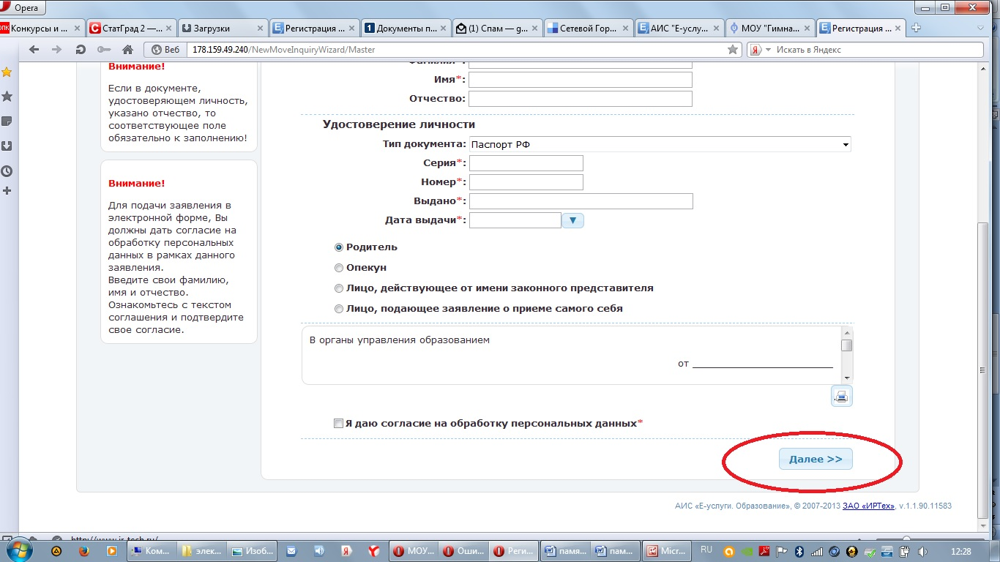 Opera
Конкурсы и ...
СтатГрад 2 —...
Загрузки
Регистрация ...
Документы п...
(1) Спам — g...
Сетевой Гор...
АИС "Е-услу...
МОУ "Гимна...
Регистрация ...
Веб
178.159.49.240/NewMoveInquiryWizard/Master
Искать в Яндекс
Внимание!
Если в документе,
удостоверяющем личность,
указано отчество, то
соответствующее поле
обязательно к заполнению!
Внимание!
Для подачи заявления в
электронной форме, Вы
должны дать согласие на
обработку персональных
данных в рамках данного
заявления.
Введите свои фамилию,
имя и отчество.
Ознакомьтесь с текстом
соглашения и подтвердите
свое согласие.
Имя*:
Отчество:
Удостоверение личности
Тип документа: Паспорт РФ
Серия*:
Номер*:
Выдано*:
Дата выдачи*:
Родитель
Опекун
Лицо, действующее от имени законного представителя
Лицо, подающее заявление о приеме самого себя
В органы управления образованием
от
Я даю согласие на обработку персональных данных*
Далее >>
АИС «Е-услуги. Образование», © 2007-2013 ЗАО «ИРТех», v.1.1.90.11583
http://www.ir-tech.ru/
Ком...
элек...
Изоб...
МОУ...
Оши...
Реги...
памя...
пам...
Micr...
RU
12:28